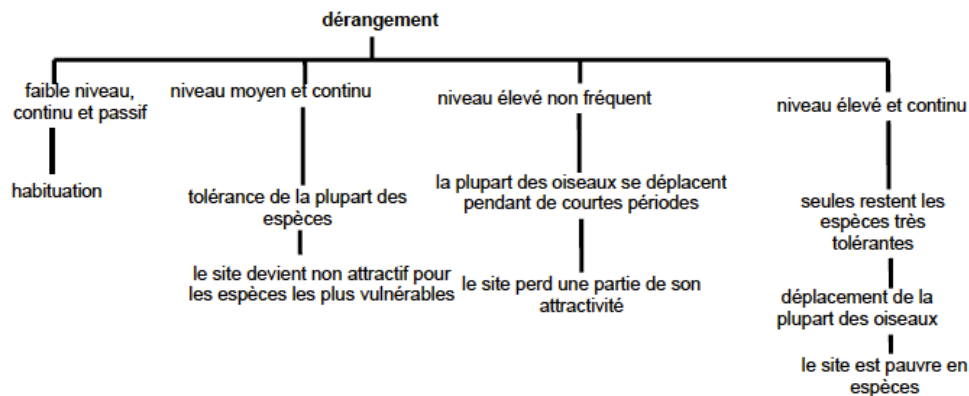 dérangement
faible niveau,
continu et passif
habituation
niveau moyen et continu
tolérance de la plupart des
espèces
le site devient non attractif pour
les espèces les plus vulnérables
niveau élevé non fréquent
la plupart des oiseaux se déplacent
pendant de courtes périodes
le site perd une partie de son
attractivité
niveau élevé et continu
seules restent les
espèces très
tolérantes
déplacement de la
plupart des oiseaux
le site est pauvre en
espèces